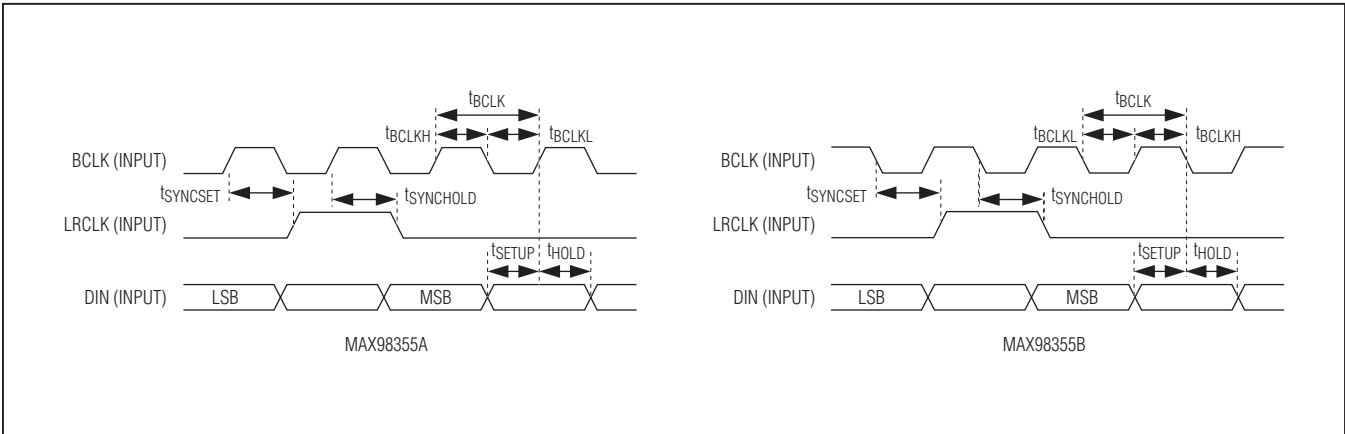 tBCLK
tBCLKH
tBCLKL
BCLK (INPUT)
tSYNCSET
tSYNCHOLD
LRCLK (INPUT)
tSETUP
tHOLD
DIN (INPUT)
LSB
MSB
MAX98355A
tBCLK
tBCLKL
tBCLKH
BCLK (INPUT)
tSYNCSET
tSYNCHOLD
LRCLK (INPUT)
tSETUP
tHOLD
DIN (INPUT)
LSB
MSB
MAX98355B